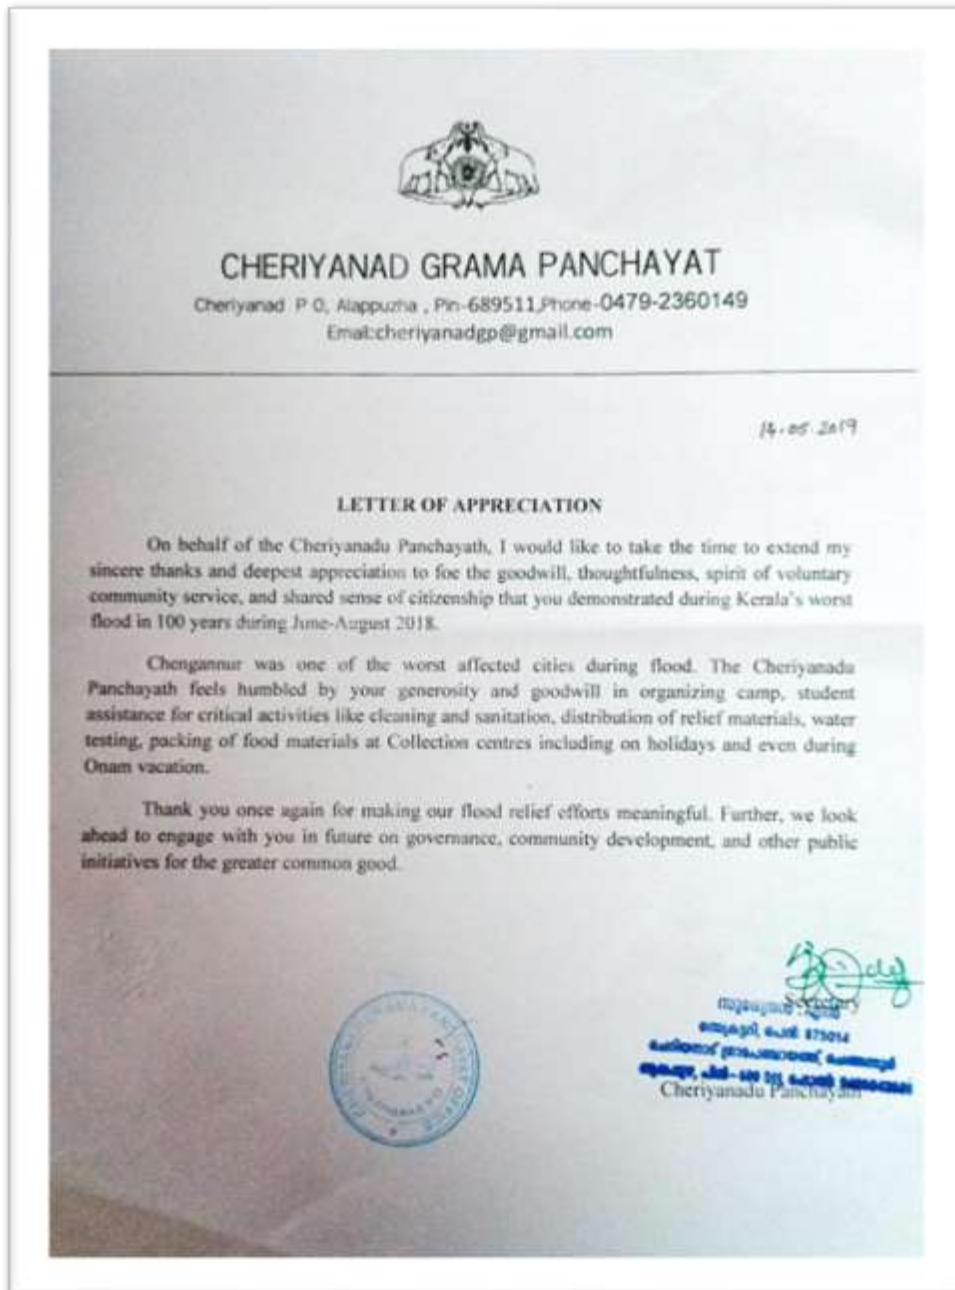 CHERIYANAD GRAMA PANCHAYAT
Cheriyanad P O, Alappuzha , Pin-689511,Phone-0479-2360149
Email:cheriyanadgp@gmail.com
14-05-2019
LETTER OF APPRECIATION
On behalf of the Cheriyanadu Panchayath, I would like to take the time to extend my
sincere thanks and deepest appreciation to foe the goodwill, thoughtfulness, spirit of voluntary
community service, and shared sense of citizenship that you demonstrated during Kerala's worst
flood in 100 years during June-August 2018.
Chengannur was one of the worst affected cities during flood. The Cheriyanadu
Panchayath feels humbled by your generosity and goodwill in organizing camp, student
assistance for critical activities like cleaning and sanitation, distribution of relief materials, water
testing, packing of food materials at Collection centres including on holidays and even during
Onam vacation.
Thank you once again for making our flood relief efforts meaningful. Further, we look
ahead to engage with you in future on governance, community development, and other public
initiatives for the greater common good.
Secretary
875014
Cheriyanadu Panchayath